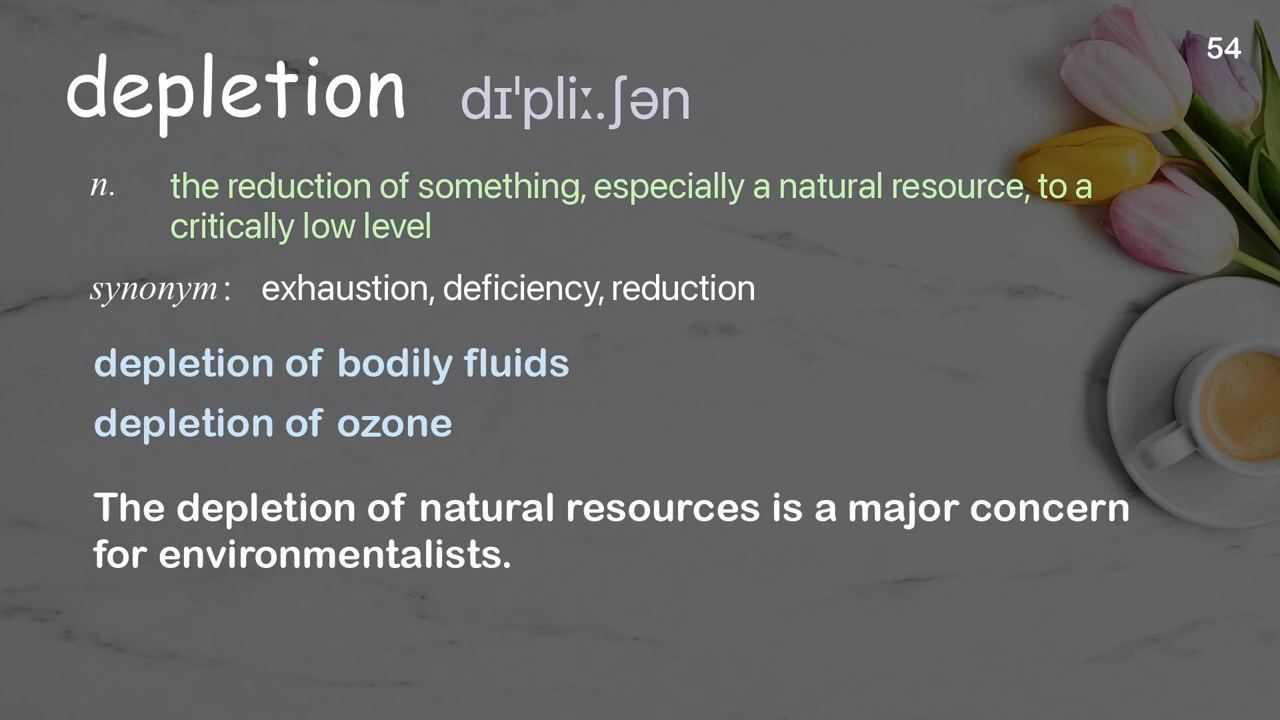 54
depletion dɪˈpliː.ʃən
n. the reduction of something, especially a natural resource, to a
critically low level
synonym : exhaustion, deficiency, reduction
depletion of bodily fluids
depletion of ozone
The depletion of natural resources is a major concern
for environmentalists.